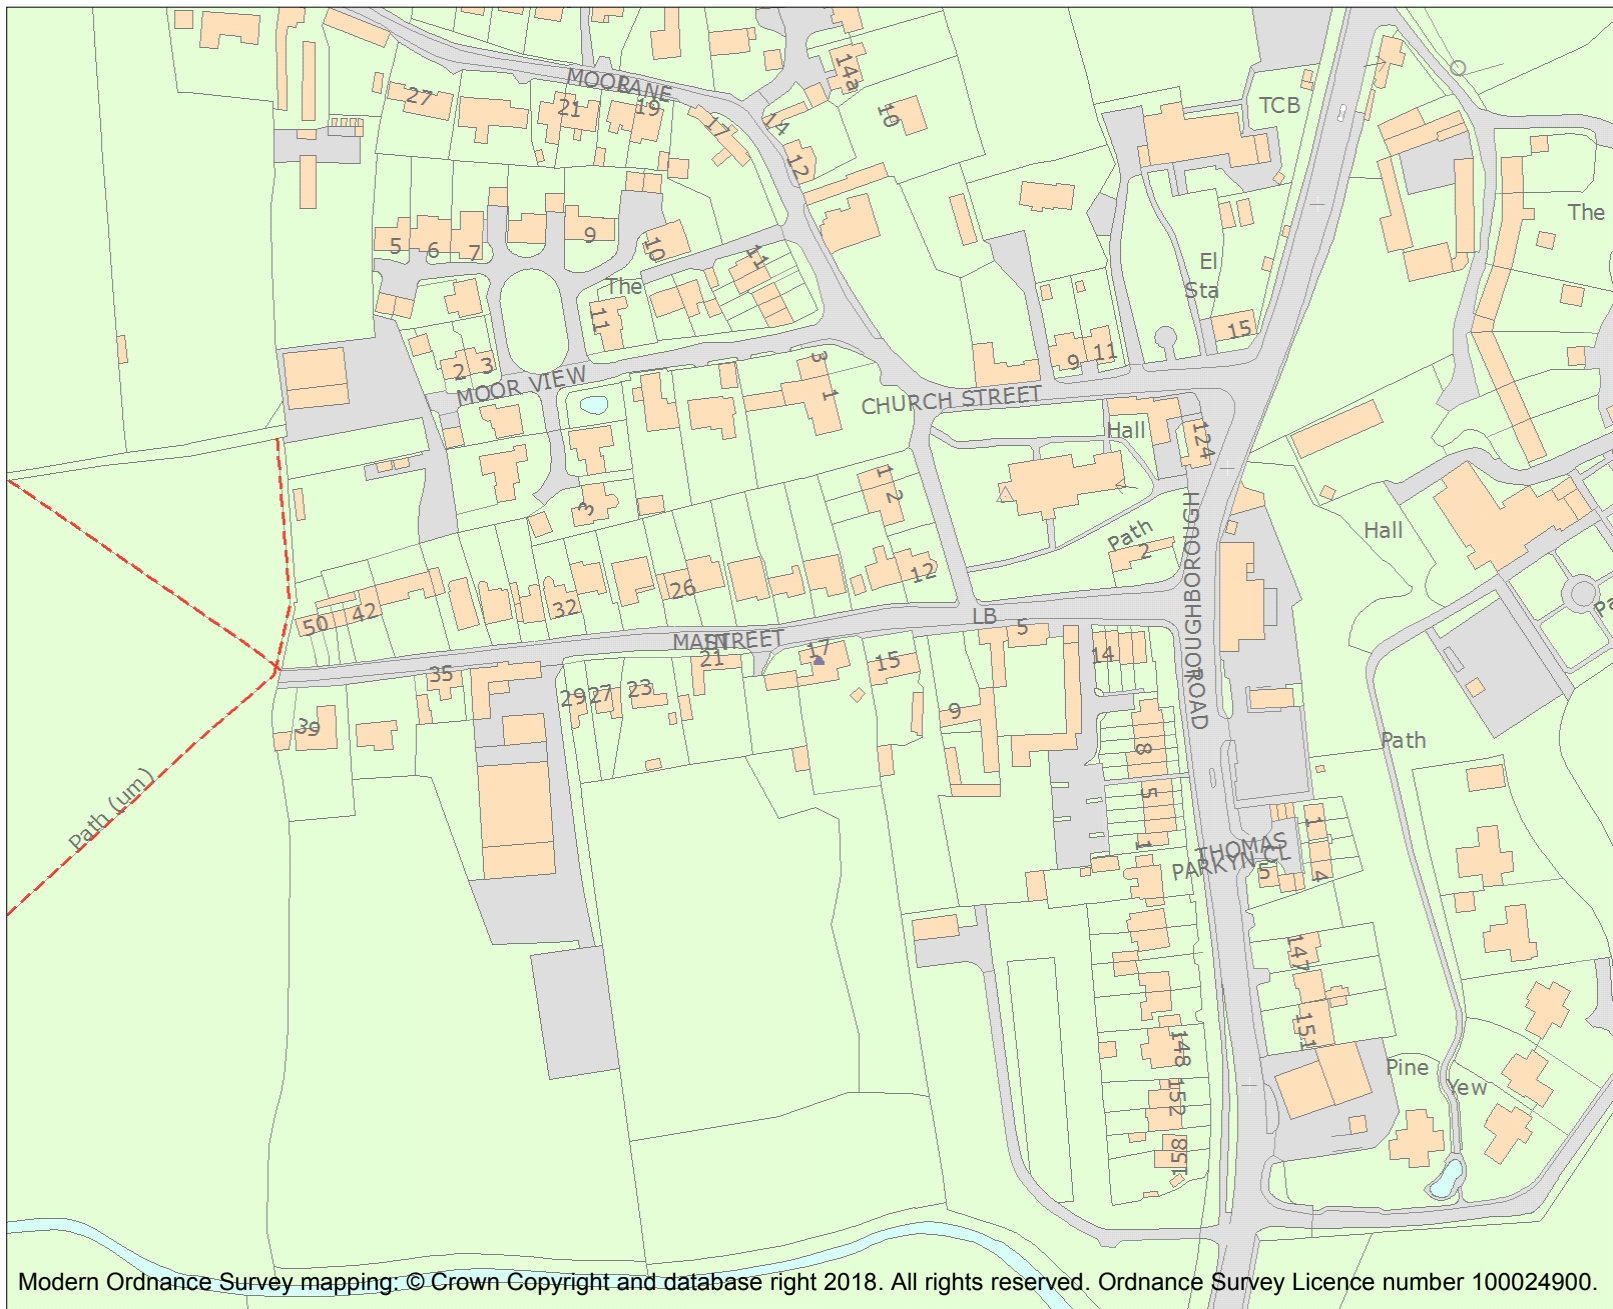 MOOR LANE
14a
27
21
19
17
14
10
12
TCB
The
5
6
7
9
10
11
The
El
Sta
11
15
2
3
MOOR VIEW
3
1
9
11
CHURCH STREET
Hall
124
1
2
3
Hall
Path
2
LOUGHBOROUGH
ROAD
12
26
32
42
50
LB
5
MAIN STREET
17
21
15
14
35
29
27
23
9
39
8
Path
Path (um)
5
1
1
THOMAS
PARKYN CL
5
4
147
151
148
Pine
Yew
152
158
Modern Ordnance Survey mapping: © Crown Copyright and database right 2018. All rights reserved. Ordnance Survey Licence number 100024900.